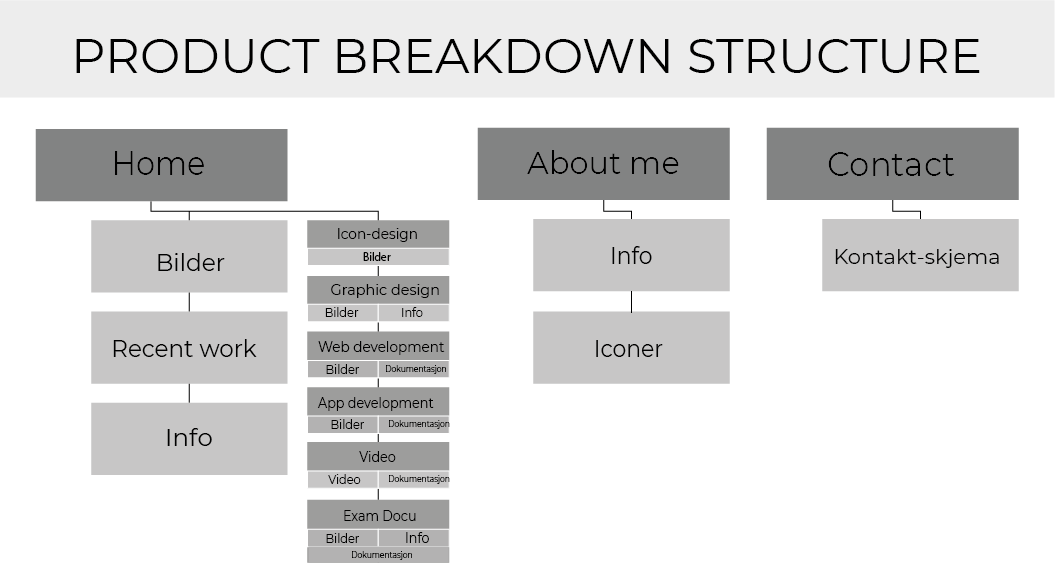 PRODUCT BREAKDOWN STRUCTURE
Home
Bilder
Recent work
Info
Icon-design
Bilder
Graphic design
Bilder Info
Web development
Bilder Dokumentasjon
App development
Bilder Dokumentasjon
Video
Video Dokumentasjon
Exam Docu
Bilder Info
Dokumentasjon
About me
Info
Iconer
Contact
Kontakt-skjema